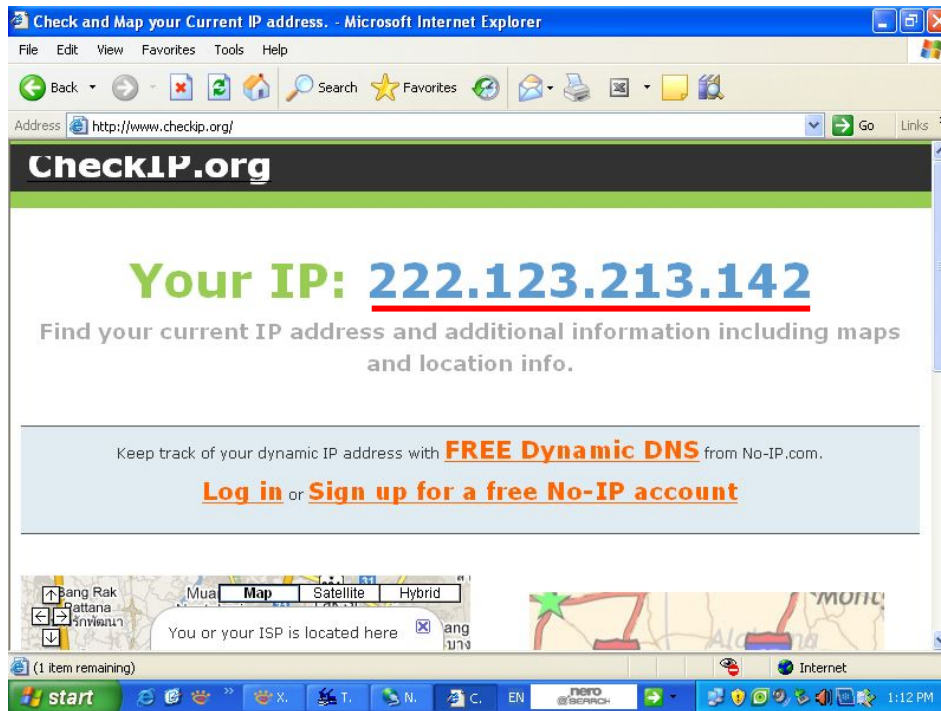 Check and Map your Current IP address. - Microsoft Internet Explorer
File Edit View Favorites Tools Help
Back Search Favorites
Address http://www.checkip.org/ Go Links
CheckIP.org
Your IP: 222.123.213.142
Find your current IP address and additional information including maps
and location info.
Keep track of your dynamic IP address with FREE Dynamic DNS from No-IP.com.
Log in or Sign up for a free No-IP account
Bang Rak Map Satellite Hybrid
Pattana
You or your ISP is located here
(1 item remaining) Internet
start X. T. N. C. EN nero SEARCH 1:12 PM